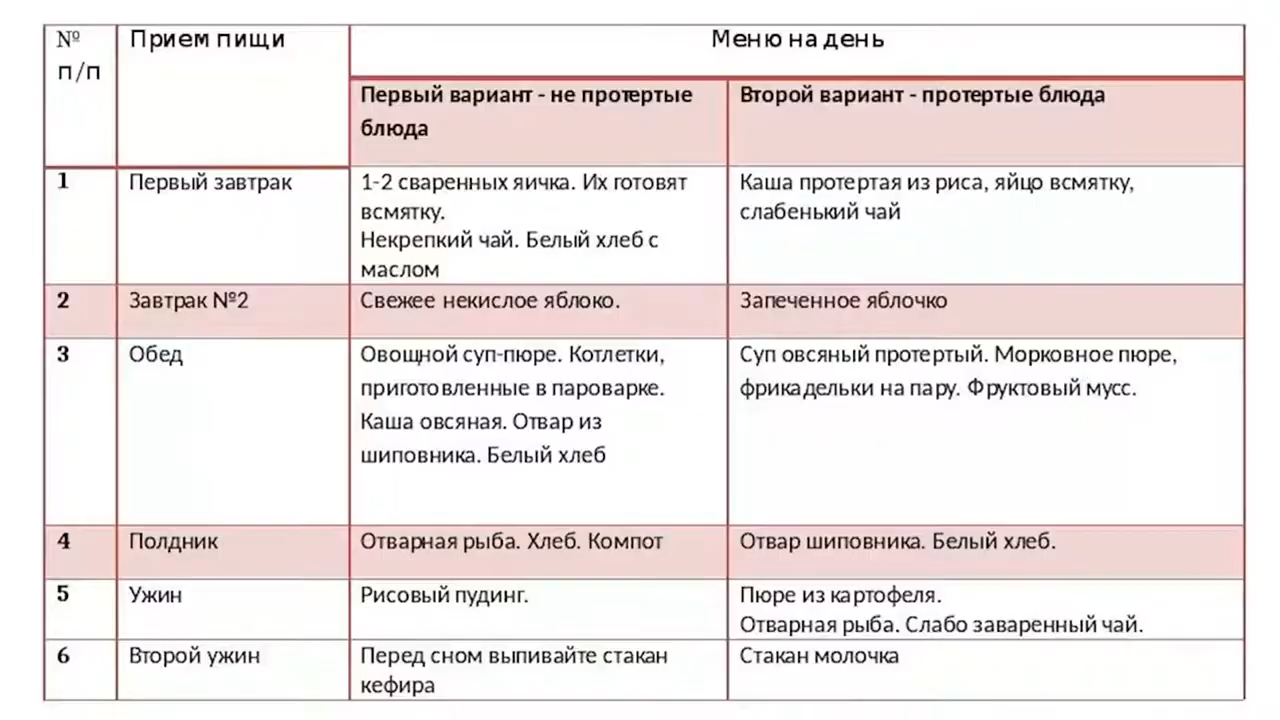 №
п/п
Прием пищи
Меню на день
Первый вариант - не протертые
блюда
Второй вариант - протертые блюда
1
Первый завтрак
1-2 сваренных яичка. Их готовят
всмятку.
Некрепкий чай. Белый хлеб с
маслом
Каша протертая из риса, яйцо всмятку,
слабенький чай
2
Завтрак №2
Свежее некислое яблоко.
Запеченное яблочко
3
Обед
Овощной суп-пюре. Котлетки,
приготовленные в пароварке.
Каша овсяная. Отвар из
шиповника. Белый хлеб
Суп овсяный протертый. Морковное пюре,
фрикадельки на пару. Фруктовый мусс.
4
Полдник
Отварная рыба. Хлеб. Компот
Отвар шиповника. Белый хлеб.
5
Ужин
Рисовый пудинг.
Пюре из картофеля.
Отварная рыба. Слабо заваренный чай.
6
Второй ужин
Перед сном выпивайте стакан
кефира
Стакан молочка